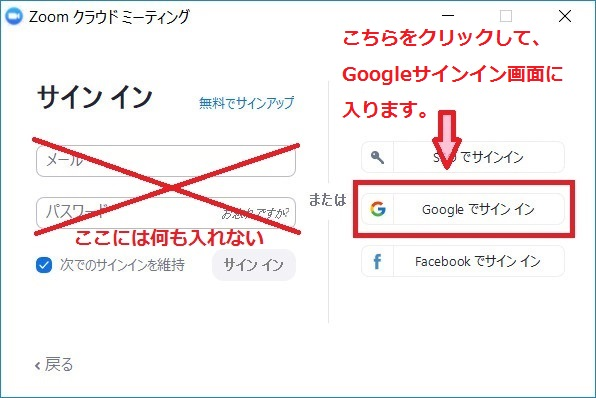 Zoom クラウド ミーティング
こちらをクリックして、
Googleサインイン画面に
入ります。
サイン イン
無料でサインアップ
メール
パスワード
お忘れですか?
ここには何も入れない
次でのサインインを維持
サイン イン
または
でサインイン
Google でサイン イン
Facebook でサイン イン
戻る